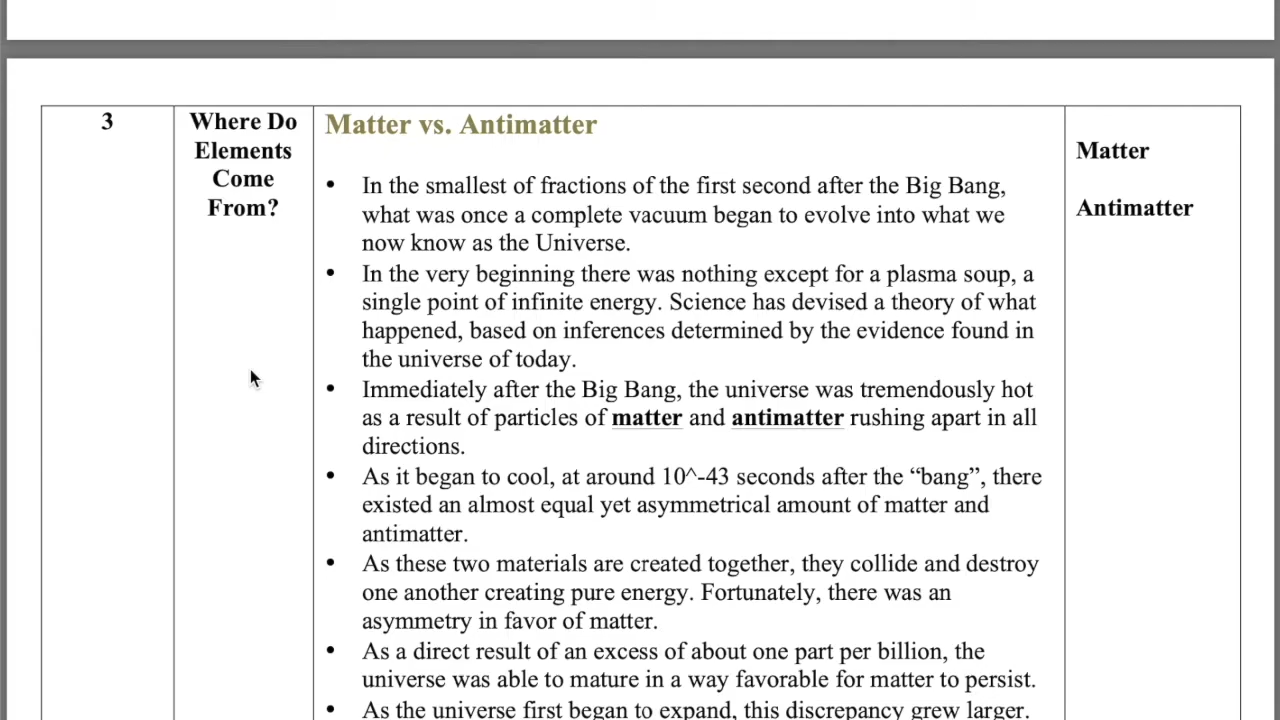 3
Where Do
Elements
Come
From?
Matter vs. Antimatter
• In the smallest of fractions of the first second after the Big Bang,
what was once a complete vacuum began to evolve into what we
now know as the Universe.
• In the very beginning there was nothing except for a plasma soup, a
single point of infinite energy. Science has devised a theory of what
happened, based on inferences determined by the evidence found in
the universe of today.
• Immediately after the Big Bang, the universe was tremendously hot
as a result of particles of matter and antimatter rushing apart in all
directions.
• As it began to cool, at around 10^-43 seconds after the “bang”, there
existed an almost equal yet asymmetrical amount of matter and
antimatter.
• As these two materials are created together, they collide and destroy
one another creating pure energy. Fortunately, there was an
asymmetry in favor of matter.
• As a direct result of an excess of about one part per billion, the
universe was able to mature in a way favorable for matter to persist.
• As the universe first began to expand, this discrepancy grew larger.
Matter
Antimatter